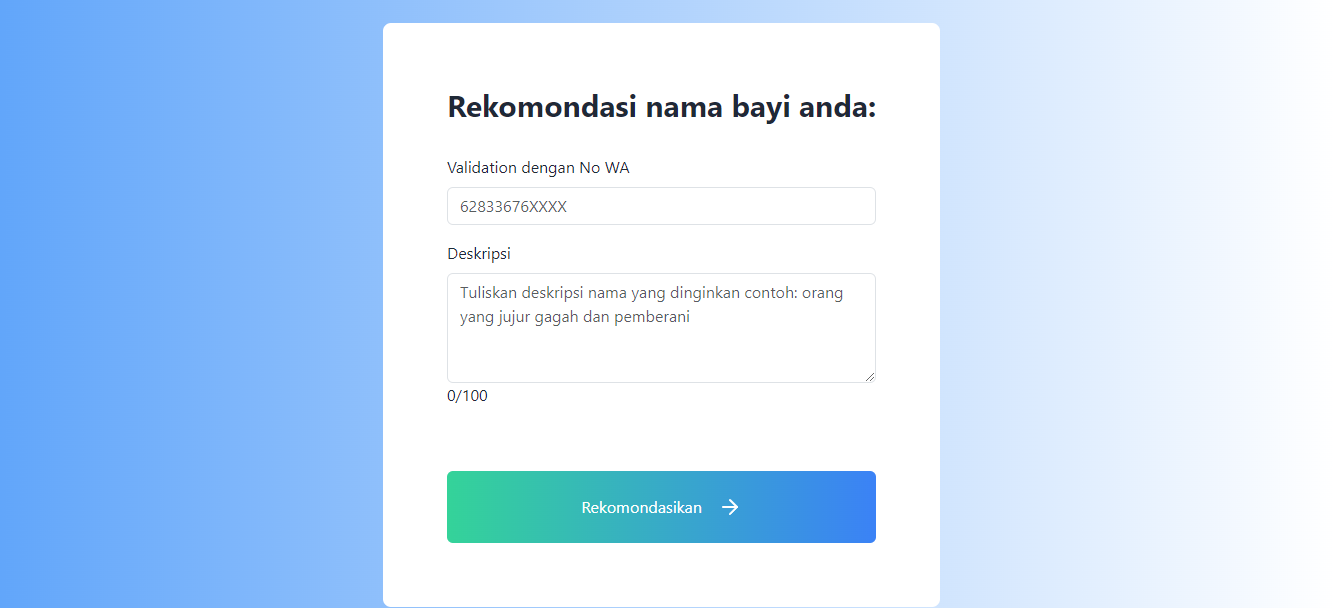 Rekomondasi nama bayi anda:
Validation dengan No WA
62833676XXXX
Deskripsi
Tuliskan deskripsi nama yang dinginkan contoh: orang
yang jujur gagah dan pemberani
0/100
Rekomondasikan